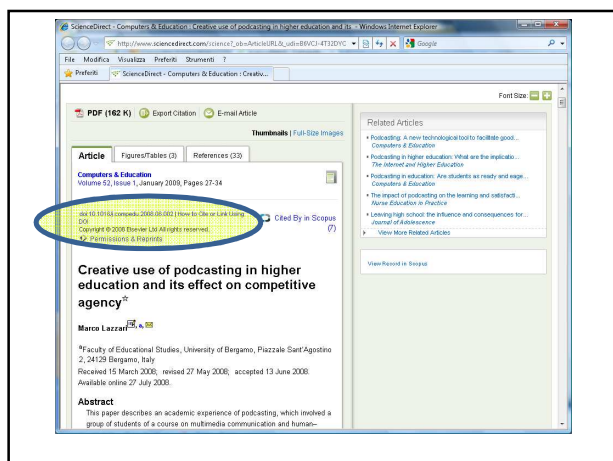 ScienceDirect - Computers & Education : Creative use of podcasting in higher education and its - Windows Internet Explorer
http://www.sciencedirect.com/science?_ob=ArticleURL&_udi=B6VCJ-4T32DYC
Google
File Modifica Visualizza Preferiti Strumenti ?
Preferiti ScienceDirect - Computers & Education : Creativ...
Font Size:
PDF (162 K) Export Citation E-mail Article
Thumbnails | Full-Size Images
Article Figures/Tables (3) References (33)
Computers & Education
Volume 52, Issue 1, January 2009, Pages 27-34
doi:10.1016/j.compedu.2008.06.002 | How to Cite or Link Using
DOI
Copyright © 2008 Elsevier Ltd All rights reserved.
Permissions & Reprints
Cited By in Scopus
(7)
Creative use of podcasting in higher
education and its effect on competitive
agency☆
Marco Lazzari a,
aFaculty of Educational Studies, University of Bergamo, Piazzale Sant'Agostino
2, 24129 Bergamo, Italy
Received 15 March 2008; revised 27 May 2008; accepted 13 June 2008.
Available online 27 July 2008.
Abstract
This paper describes an academic experience of podcasting, which involved a
group of students of a course on multimedia communication and human–
Related Articles
Podcasting: A new technological tool to facilitate good...
Computers & Education
Podcasting in higher education: What are the implicatio...
The Internet and Higher Education
Podcasting in education: Are students as ready and eage...
Computers & Education
The impact of podcasting on the learning and satisfacti...
Nurse Education in Practice
Leaving high school: the influence and consequences for...
Journal of Adolescence
View More Related Articles
View Record in Scopus